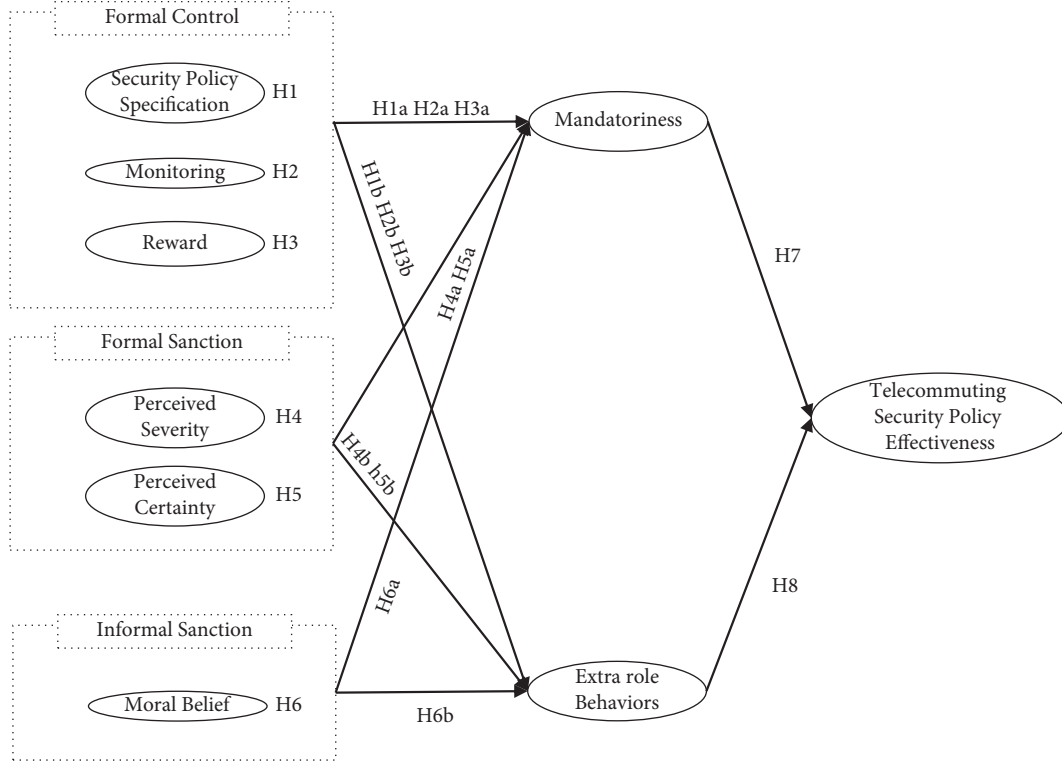 Formal Control
Security Policy
Specification
H1
Monitoring
H2
Reward
H3
Formal Sanction
Perceived
Severity
H4
Perceived
Certainty
H5
Informal Sanction
Moral Belief
H6
H1a H2a H3a
H1b H2b H3b
H4a H5a
H4b h5b
H6a
H6b
Mandatoriness
Extra role
Behaviors
H7
H8
Telecommuting
Security Policy
Effectiveness